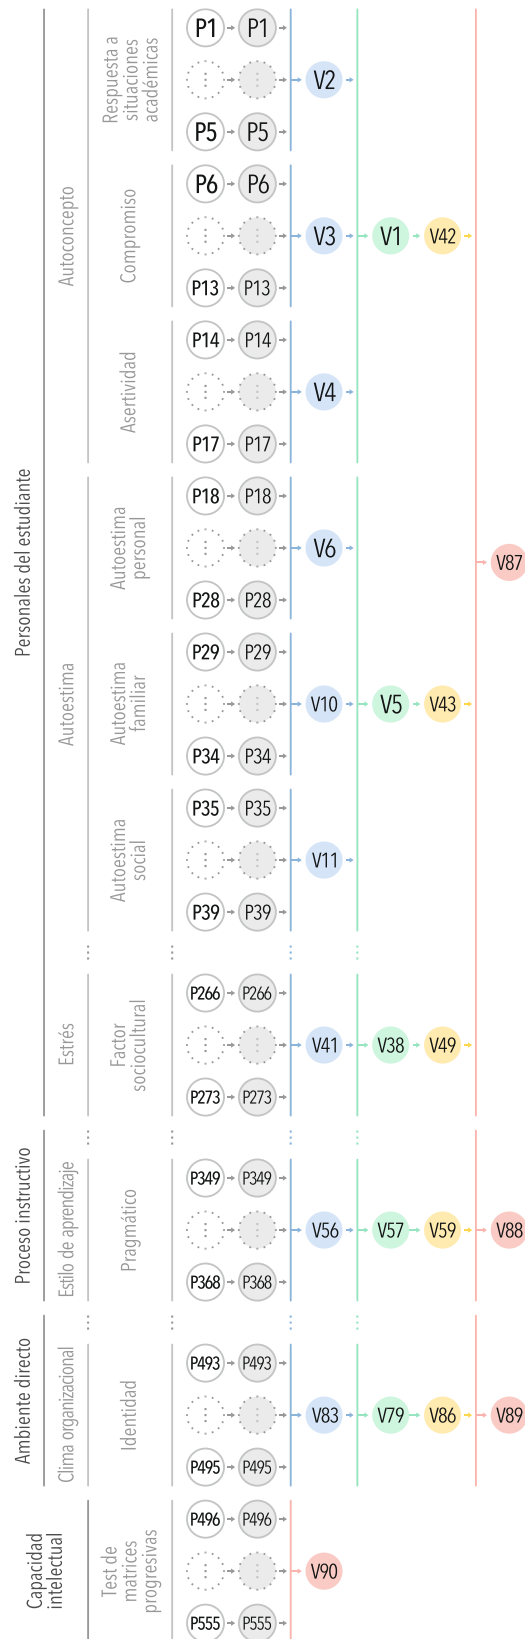 Personales del estudiante
Autoconcepto
Respuesta a
situaciones
académicas
P1 P1
V2
P5 P5
Compromiso
P6 P6
V3 V1 V42
P13 P13
Asertividad
P14 P14
V4
P17 P17
Autoestima
Autoestima
personal
P18 P18
V6
P28 P28
V87
Autoestima
familiar
P29 P29
V10 V5 V43
P34 P34
Autoestima
social
P35 P35
V11
P39 P39
Estrés
Factor
sociocultural
P266 P266
V41 V38 V49
P273 P273
Proceso instructivo
Estilo de aprendizaje
Pragmático
P349 P349
V56 V57 V59 V88
P368 P368
Ambiente directo
Clima organizacional
Identidad
P493 P493
V83 V79 V86 V89
P495 P495
Capacidad
intelectual
Test de
matrices
progresivas
P496 P496
V90
P555 P555